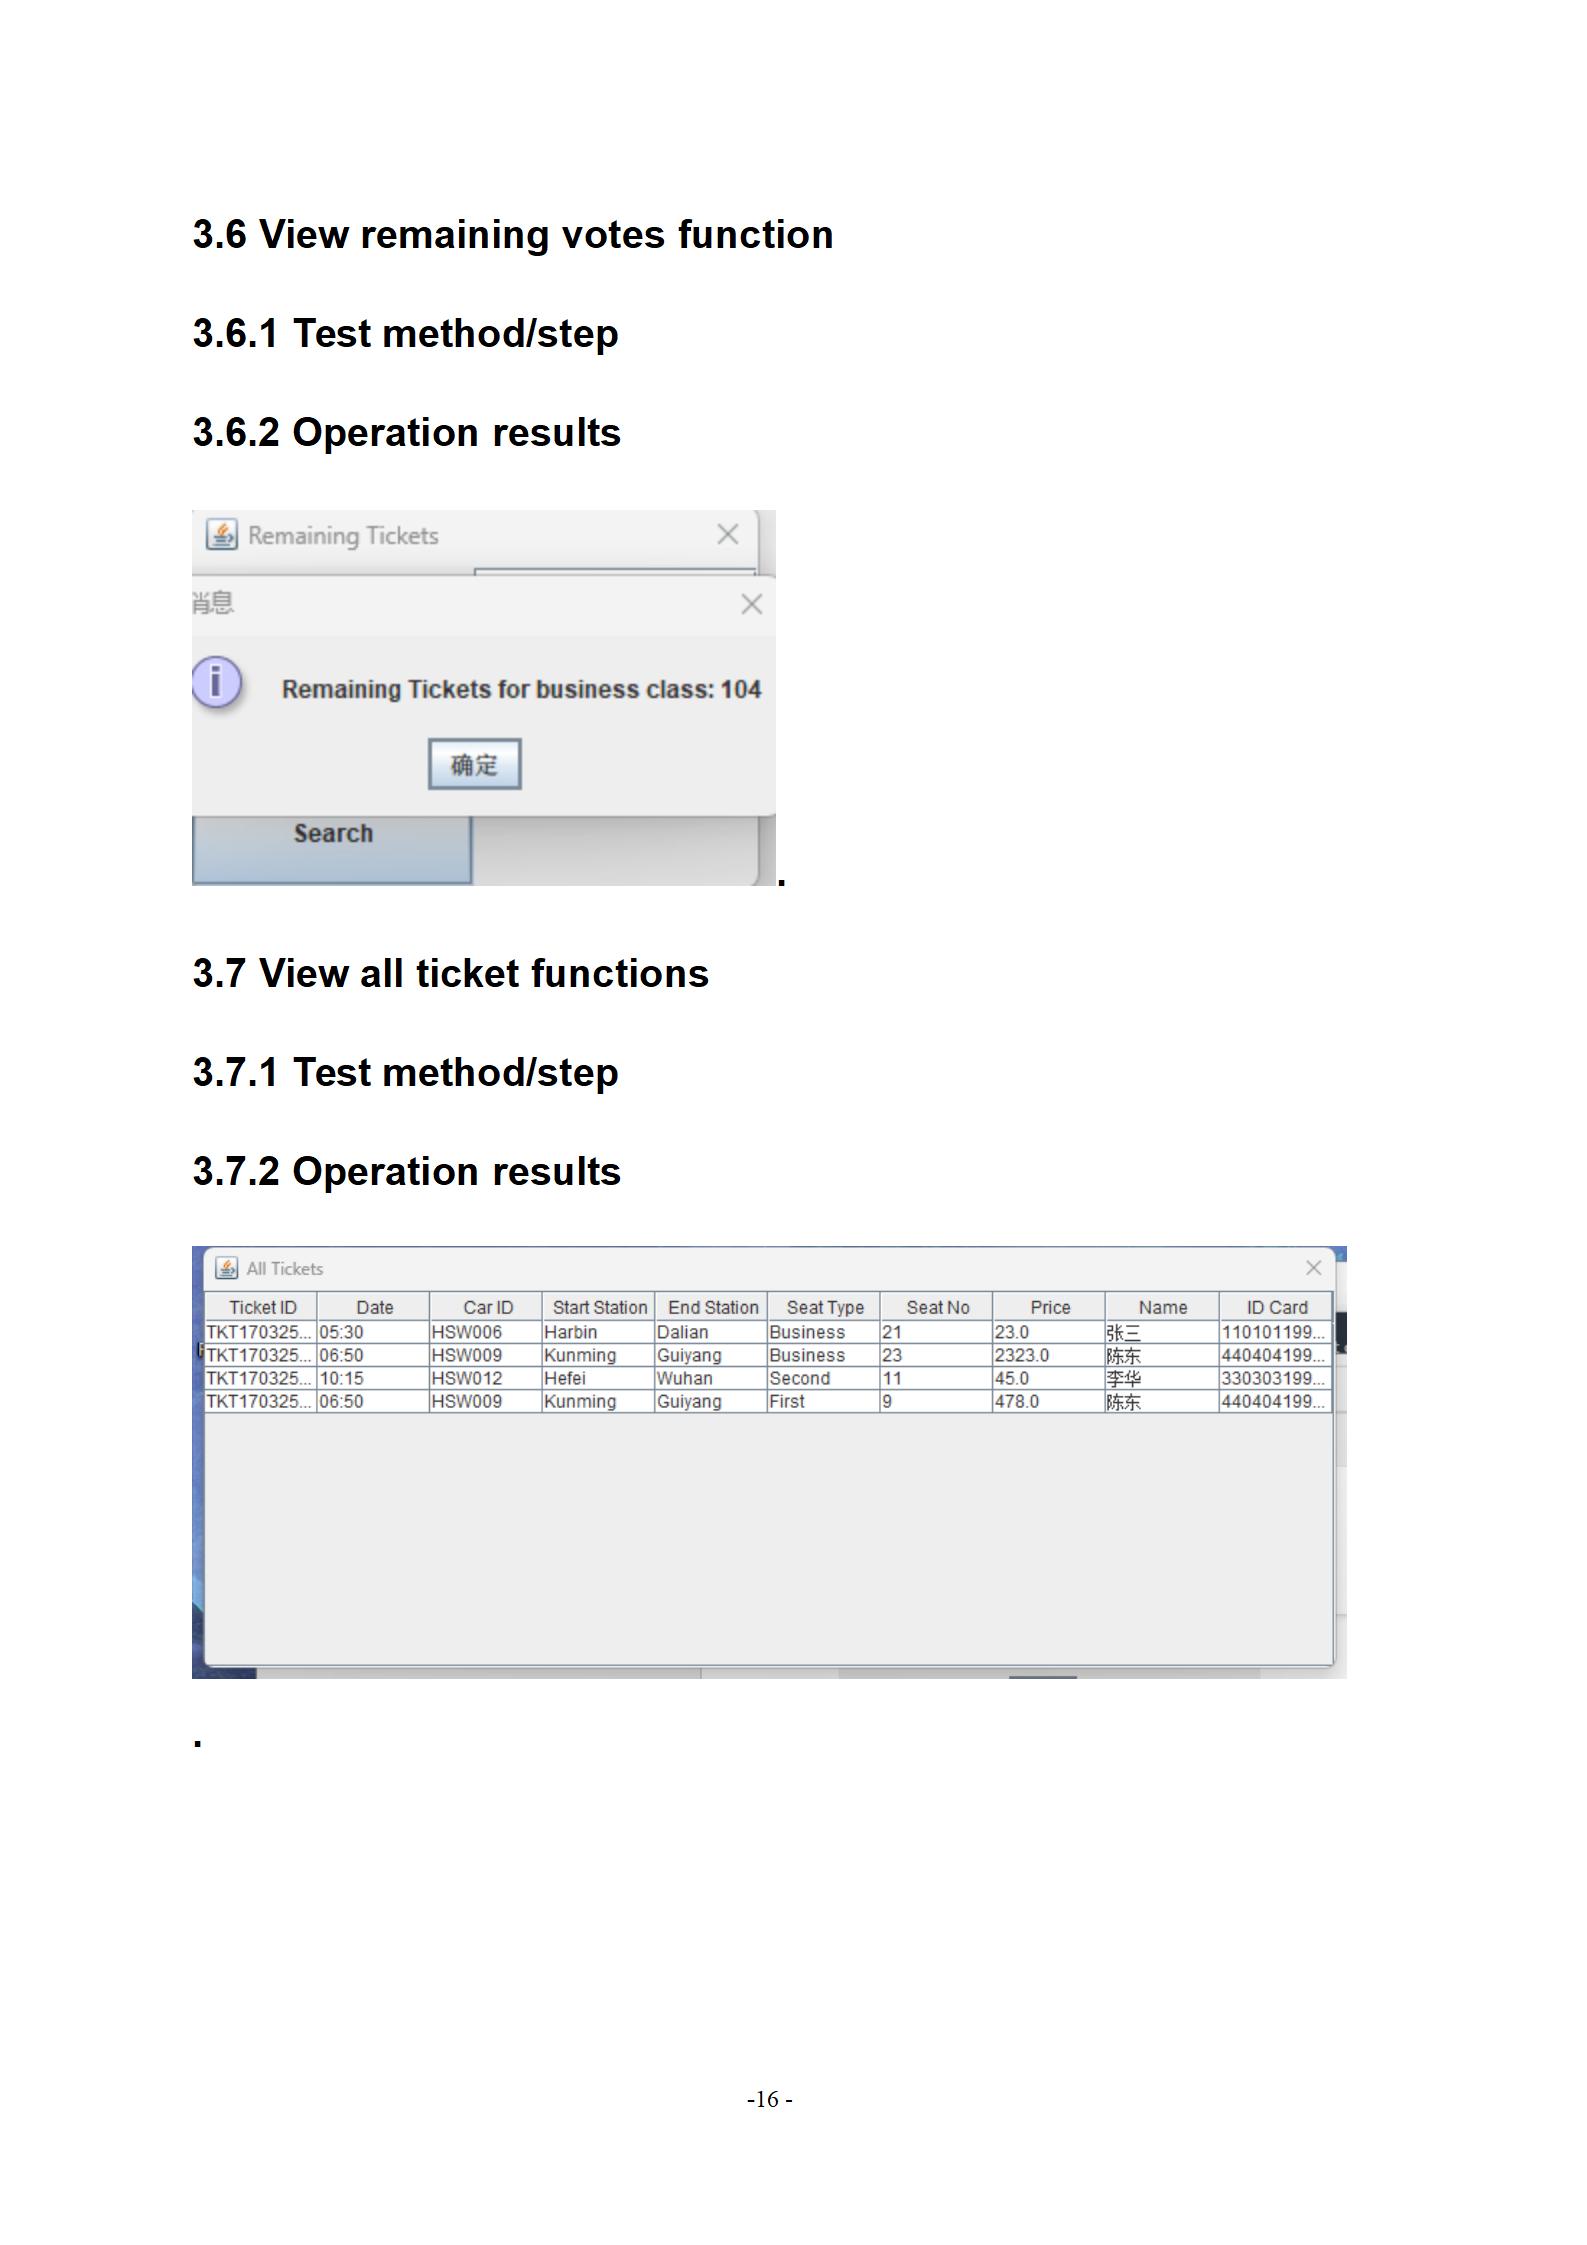 3.6 View remaining votes function
3.6.1 Test method/step
3.6.2 Operation results
Remaining Tickets
消息
Remaining Tickets for business class: 104
确定
Search
.
3.7 View all ticket functions
3.7.1 Test method/step
3.7.2 Operation results
All Tickets
Ticket ID Date Car ID Start Station End Station Seat Type Seat No Price Name ID Card
TKT170325... 05:30 HSW006 Harbin Dalian Business 21 23.0 张三 110101199...
TKT170325... 06:50 HSW009 Kunming Guiyang Business 23 2323.0 陈东 440404199...
TKT170325... 10:15 HSW012 Hefei Wuhan Second 11 45.0 李华 330303199...
TKT170325... 06:50 HSW009 Kunming Guiyang First 9 478.0 陈东 440404199...
.
-16 -